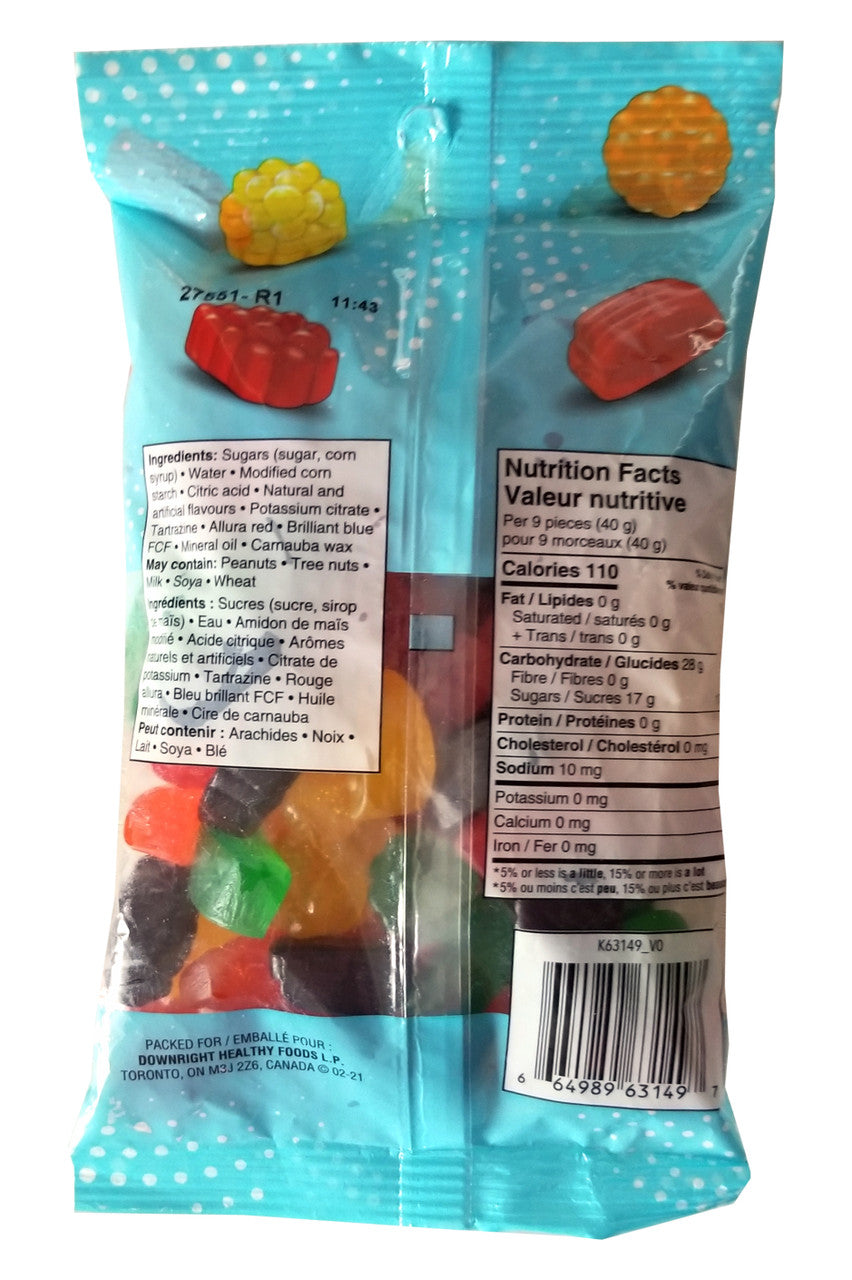 27551-R1 11:43
Ingredients: Sugars (sugar, corn
syrup) • Water • Modified corn
starch • Citric acid • Natural and
artificial flavours • Potassium citrate •
Tartrazine • Allura red • Brilliant blue
FCF • Mineral oil • Carnauba wax
May contain: Peanuts • Tree nuts •
Milk • Soya • Wheat
Ingrédients : Sucres (sucre, sirop
de maïs) • Eau • Amidon de maïs
modifié • Acide citrique • Arômes
naturels et artificiels • Citrate de
potassium • Tartrazine • Rouge
allura • Bleu brillant FCF • Huile
minérale • Cire de carnauba
Peut contenir : Arachides • Noix •
Lait • Soya • Blé
Nutrition Facts
Valeur nutritive
Per 9 pieces (40 g)
pour 9 morceaux (40 g)
Calories 110
% valeur
Fat / Lipides 0 g
Saturated / saturés 0 g
+ Trans / trans 0 g
Carbohydrate / Glucides 28 g
Fibre / Fibres 0 g
Sugars / Sucres 17 g
Protein / Protéines 0 g
Cholesterol / Cholestérol 0 mg
Sodium 10 mg
Potassium 0 mg
Calcium 0 mg
Iron / Fer 0 mg
*5% or less is a little, 15% or more is a lot
*5% ou moins c'est peu, 15% ou plus c'est
K63149_V0
6 64989 63149 7
PACKED FOR / EMBALLÉ POUR :
DOWNRIGHT HEALTHY FOODS L.P.
TORONTO, ON M3J 2Z6, CANADA © 02-21